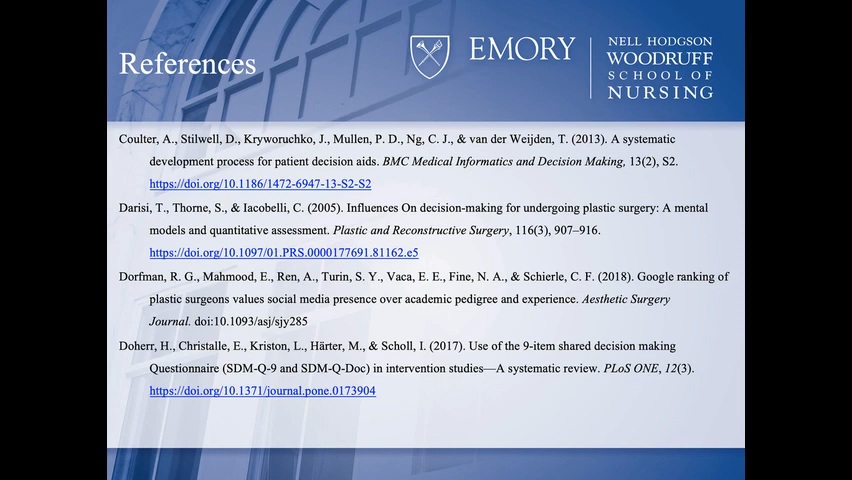 References
EMORY
NELL HODGSON
WOODRUFF
SCHOOL OF
NURSING
Coulter, A., Stilwell, D., Kryworuchko, J., Mullen, P. D., Ng, C. J., & van der Weijden, T. (2013). A systematic
development process for patient decision aids. BMC Medical Informatics and Decision Making, 13(2), S2.
https://doi.org/10.1186/1472-6947-13-S2-S2
Darisi, T., Thorne, S., & Iacobelli, C. (2005). Influences On decision-making for undergoing plastic surgery: A mental
models and quantitative assessment. Plastic and Reconstructive Surgery, 116(3), 907–916.
https://doi.org/10.1097/01.PRS.0000177691.81162.e5
Dorfman, R. G., Mahmood, E., Ren, A., Turin, S. Y., Vaca, E. E., Fine, N. A., & Schierle, C. F. (2018). Google ranking of
plastic surgeons values social media presence over academic pedigree and experience. Aesthetic Surgery
Journal. doi:10.1093/asj/sjy285
Doherr, H., Christalle, E., Kriston, L., Härter, M., & Scholl, I. (2017). Use of the 9-item shared decision making
Questionnaire (SDM-Q-9 and SDM-Q-Doc) in intervention studies—A systematic review. PLoS ONE, 12(3).
https://doi.org/10.1371/journal.pone.0173904